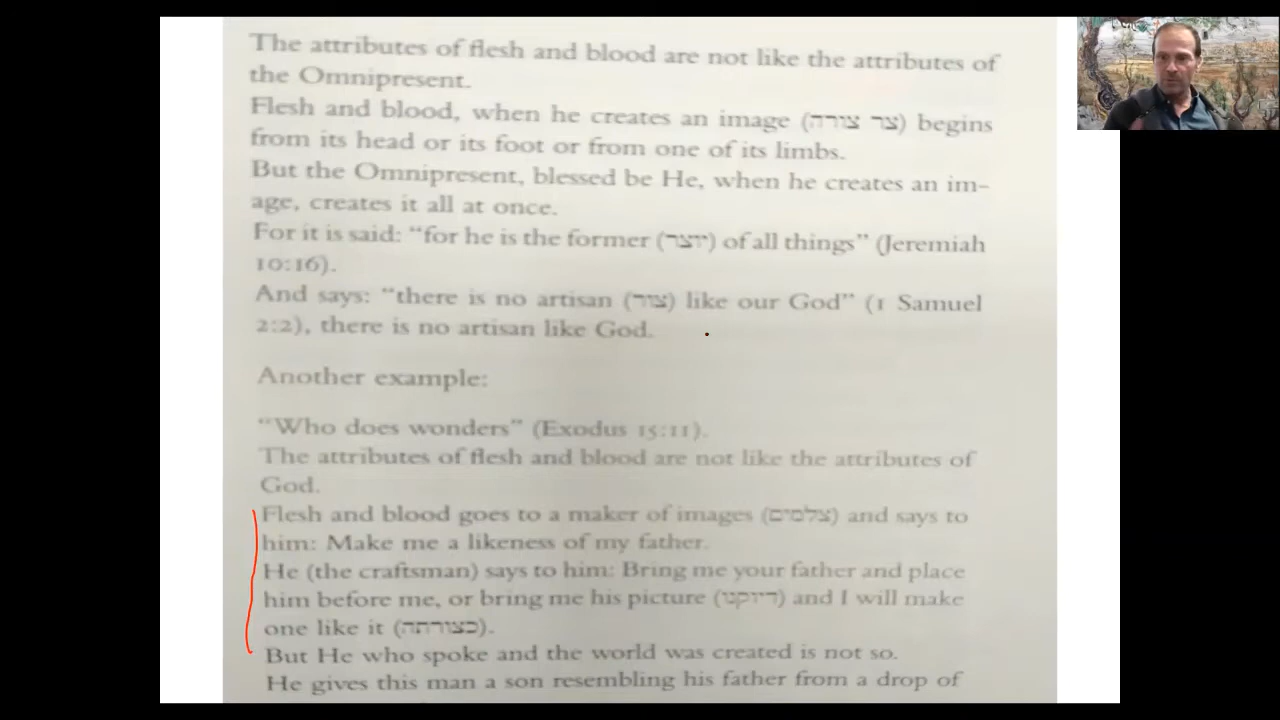 The attributes of flesh and blood are not like the attributes of
the Omnipresent.
Flesh and blood, when he creates an image (צר צורה) begins
from its head or its foot or from one of its limbs.
But the Omnipresent, blessed be He, when he creates an im-
age, creates it all at once.
For it is said: “for he is the former (יוצר) of all things” (Jeremiah
10:16).
And says: “there is no artisan (צור) like our God” (1 Samuel
2:2), there is no artisan like God.
Another example:
“Who does wonders” (Exodus 15:11).
The attributes of flesh and blood are not like the attributes of
God.
Flesh and blood goes to a maker of images (צלמים) and says to
him: Make me a likeness of my father.
He (the craftsman) says to him: Bring me your father and place
him before me, or bring me his picture (דיוקנו) and I will make
one like it (כצורתה).
But He who spoke and the world was created is not so.
He gives this man a son resembling his father from a drop of